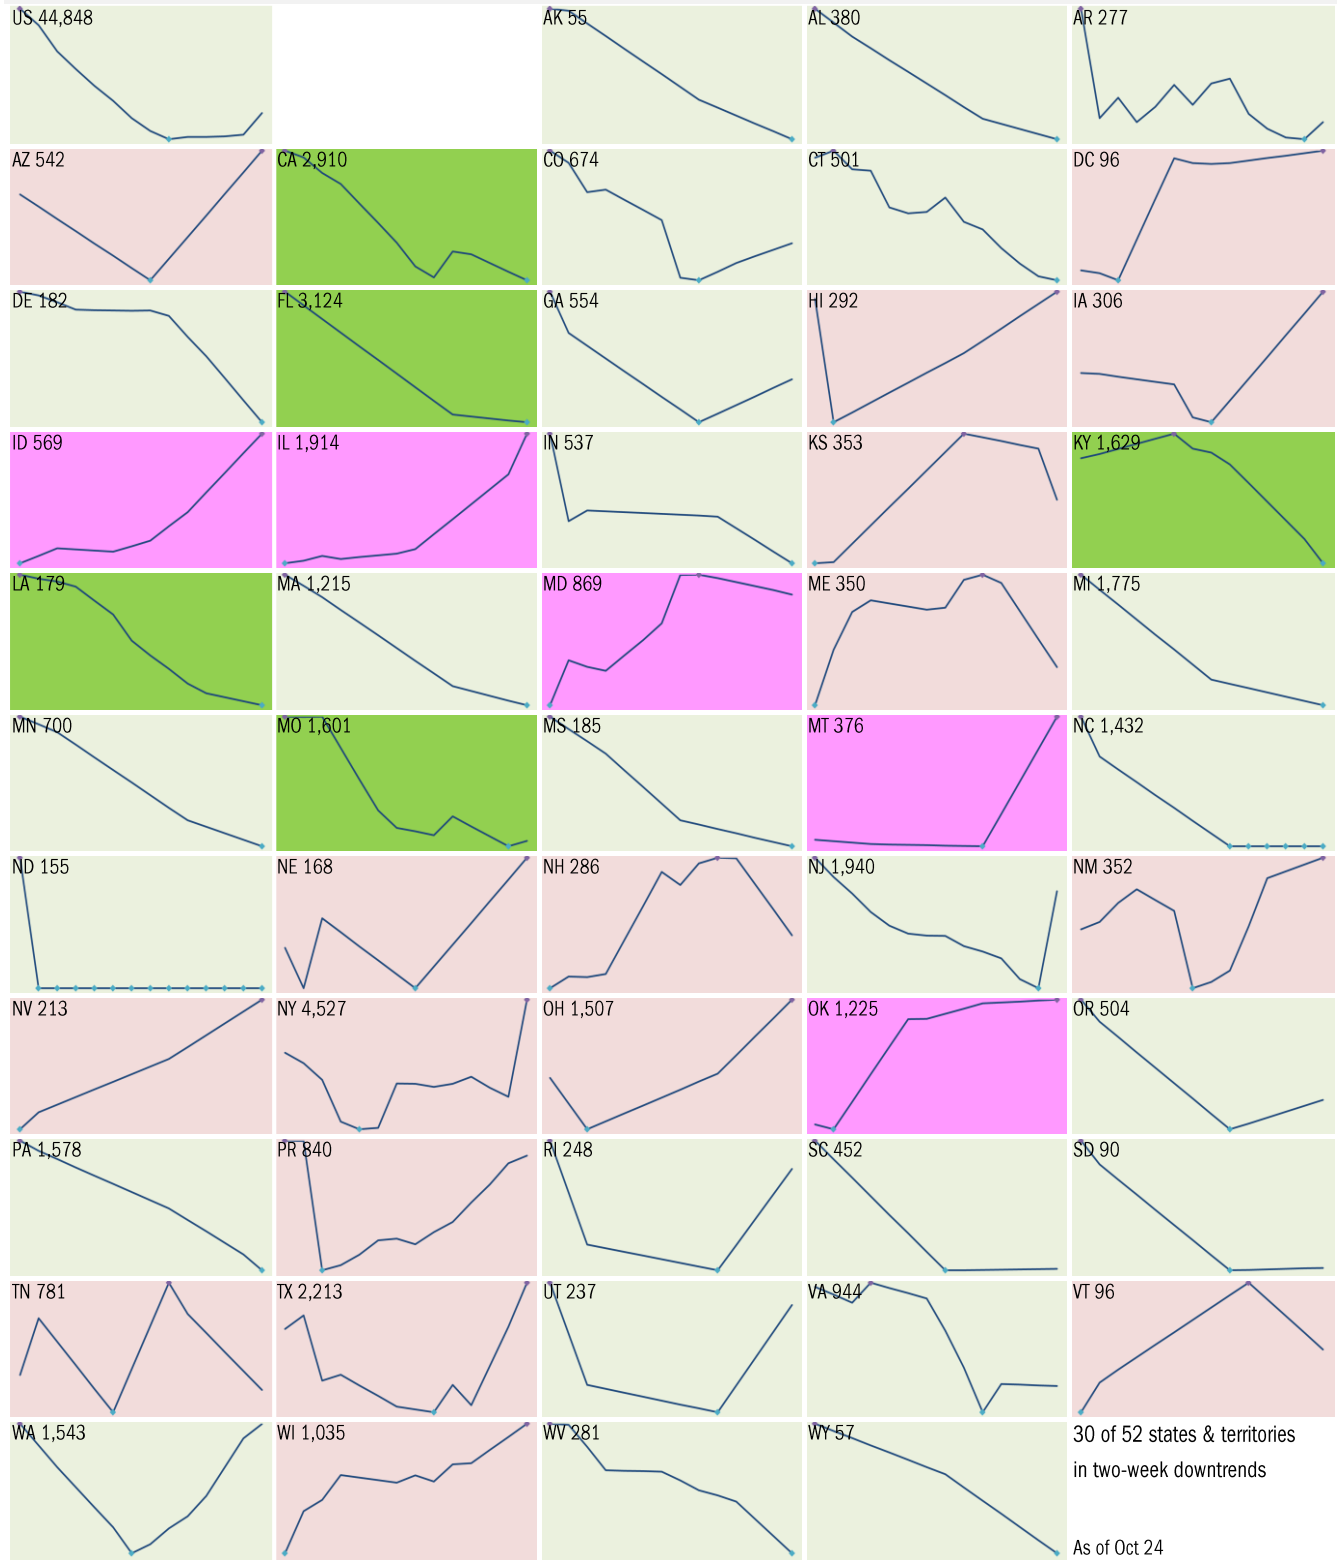 US 44,848
AK 55
AL 380
AR 277
AZ 542
CA 2,910
CO 674
CT 501
DC 96
DE 182
FL 3,124
GA 554
HI 292
IA 306
ID 569
IL 1,914
IN 537
KS 353
KY 1,629
LA 179
MA 1,215
MD 869
ME 350
MI 1,775
MN 700
MO 1,601
MS 185
MT 376
NC 1,432
ND 155
NE 168
NH 286
NJ 1,940
NM 352
NV 213
NY 4,527
OH 1,507
OK 1,225
OR 504
PA 1,578
PR 840
RI 248
SC 452
SD 90
TN 781
TX 2,213
UT 237
VA 944
VT 96
WA 1,543
WI 1,035
WV 281
WY 57
30 of 52 states & territories
in two-week downtrends
As of Oct 24